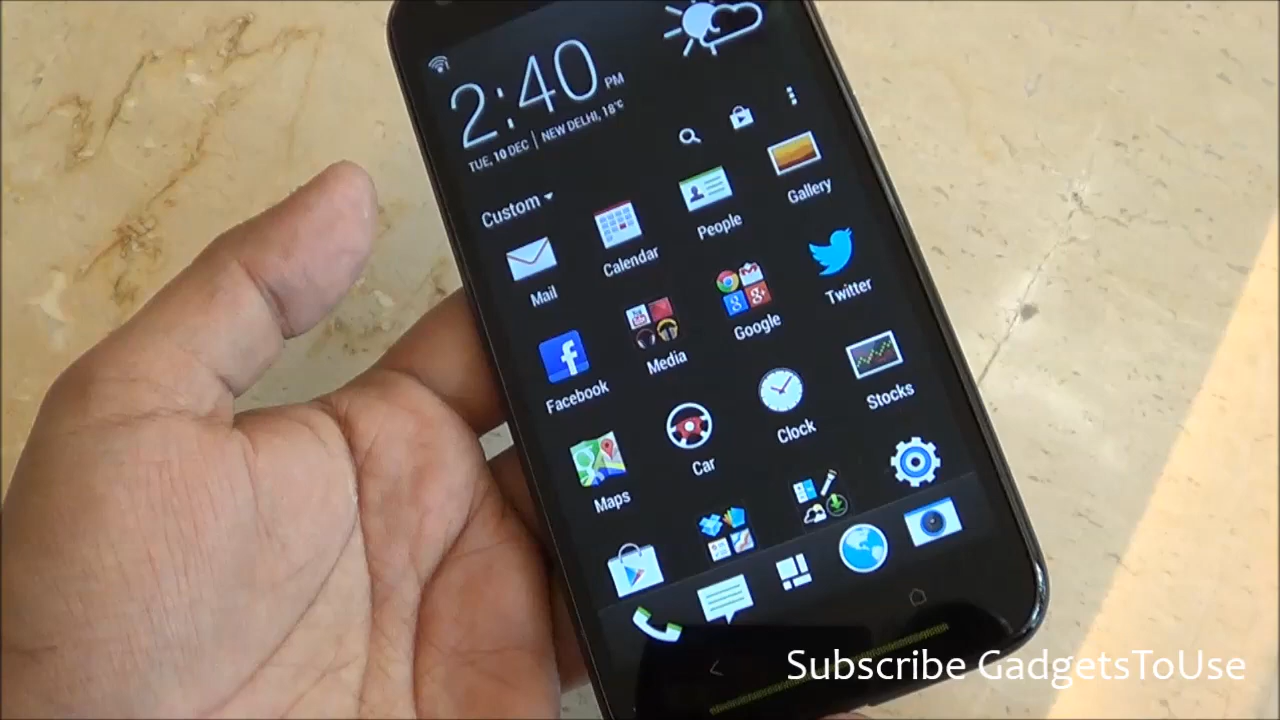 2:40 PM
TUE, 10 DEC | NEW DELHI, 18°C
Custom
Mail
Calendar
People
Gallery
Facebook
Media
Google
Twitter
Maps
Car
Clock
Stocks
Subscribe GadgetsToUse